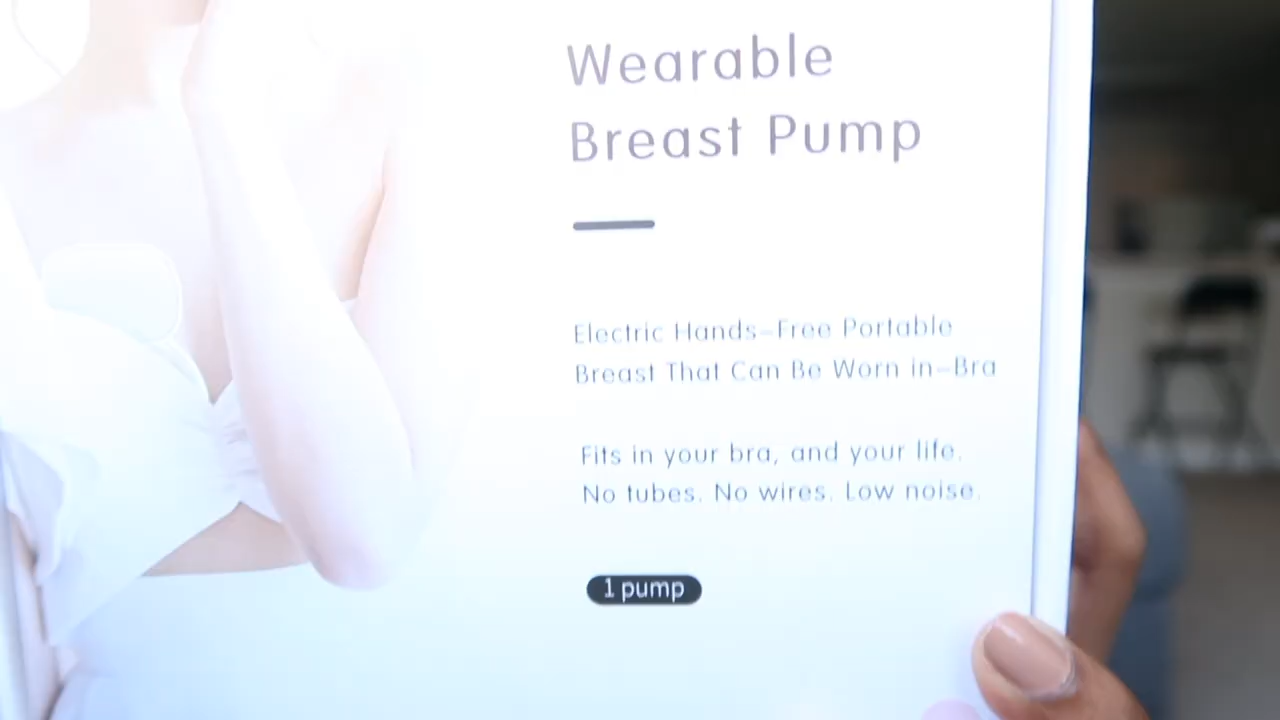 Wearable
Breast Pump
Electric Hands-Free Portable
Breast That Can Be Worn in-Bra
Fits in your bra, and your life.
No tubes. No wires. Low noise.
1 pump